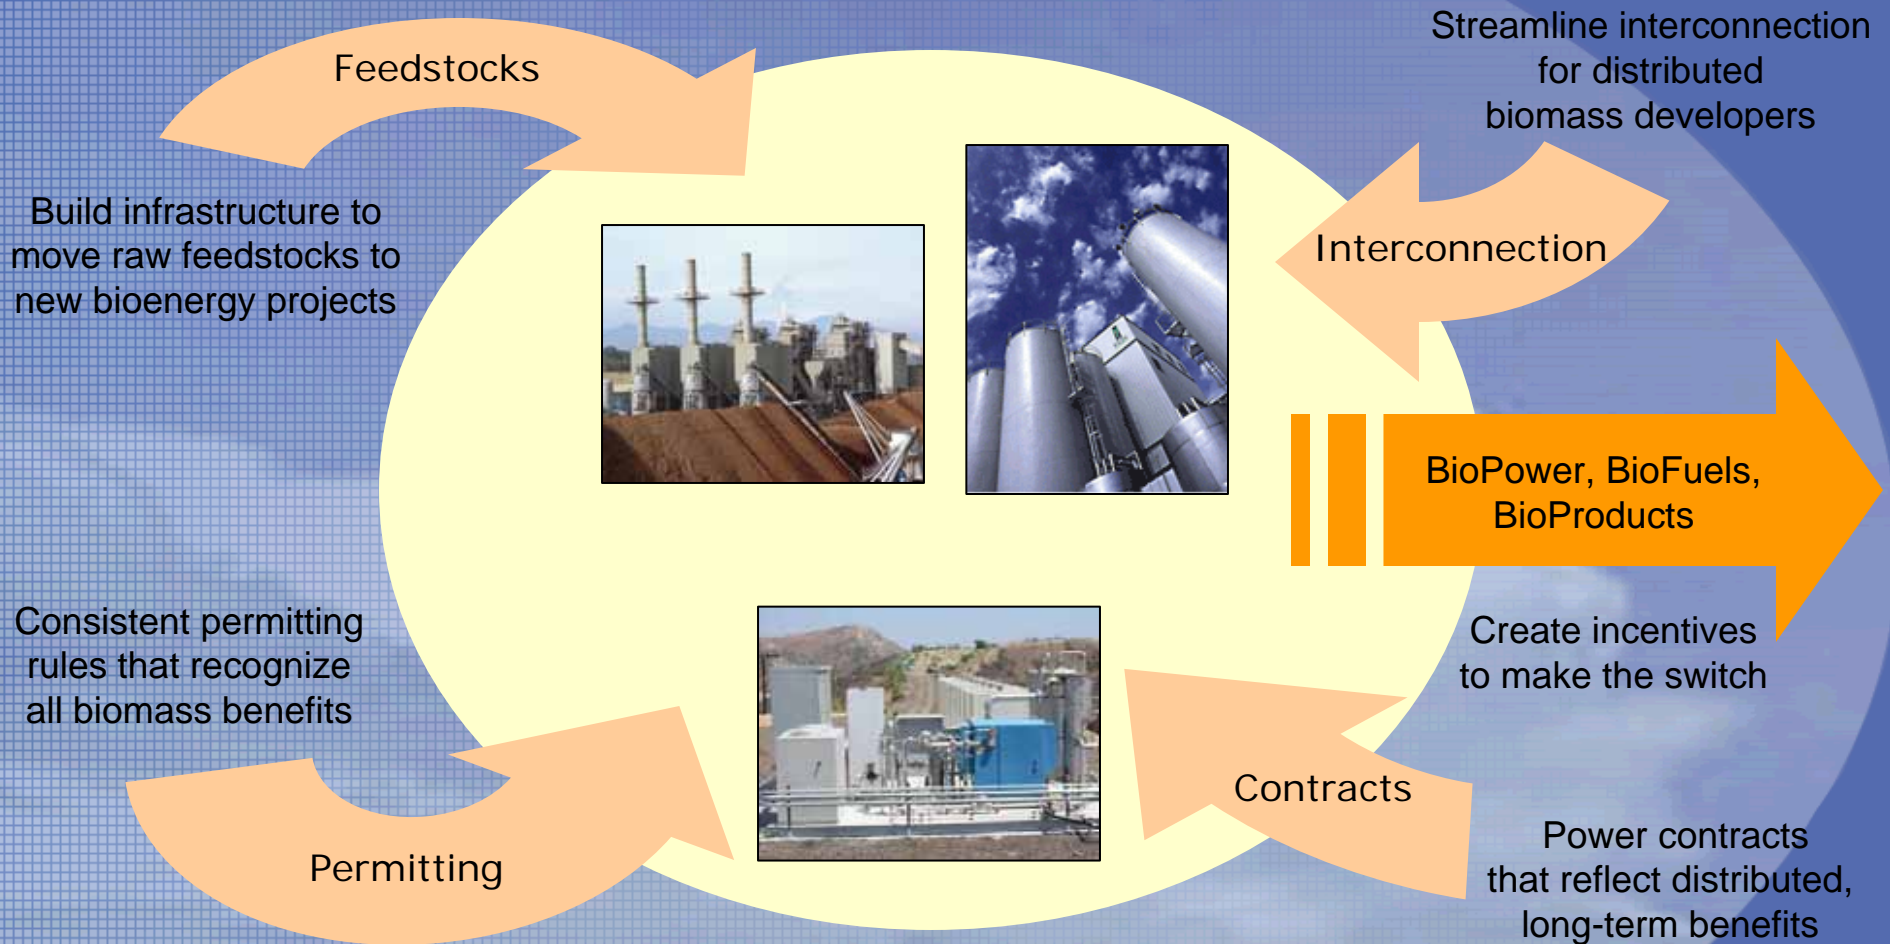 Feedstocks
Build infrastructure to
move raw feedstocks to
new bioenergy projects
Streamline interconnection
for distributed
biomass developers
Interconnection
BioPower, BioFuels,
BioProducts
Create incentives
to make the switch
Contracts
Power contracts
that reflect distributed,
long-term benefits
Consistent permitting
rules that recognize
all biomass benefits
Permitting